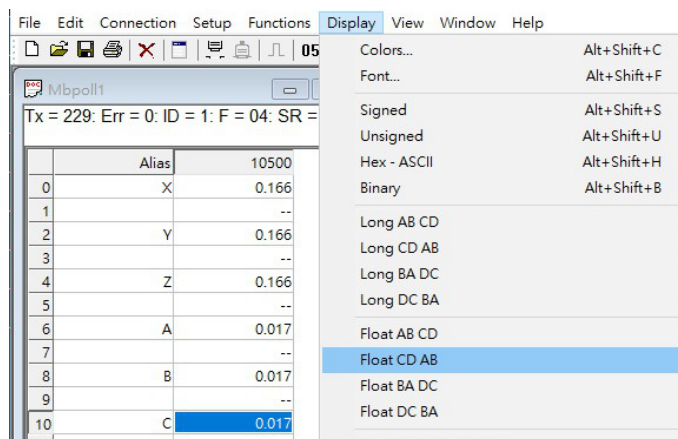 File Edit Connection Setup Functions Display View Window Help
05
Mbpoll1
Tx = 229: Err = 0: ID = 1: F = 04: SR =
Alias 10500
0 X 0.166
1 --
2 Y 0.166
3 --
4 Z 0.166
5 --
6 A 0.017
7 --
8 B 0.017
9 --
10 C 0.017
Colors... Alt+Shift+C
Font... Alt+Shift+F
Signed Alt+Shift+S
Unsigned Alt+Shift+U
Hex - ASCII Alt+Shift+H
Binary Alt+Shift+B
Long AB CD
Long CD AB
Long BA DC
Long DC BA
Float AB CD
Float CD AB
Float BA DC
Float DC BA